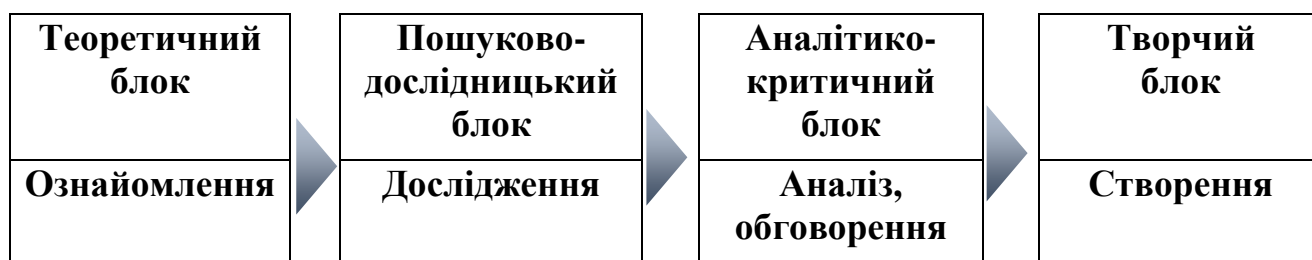 Теоретичний
блок
Ознайомлення
Пошуково-
дослідницький
блок
Дослідження
Аналітико-
критичний
блок
Аналіз,
обговорення
Творчий
блок
Створення